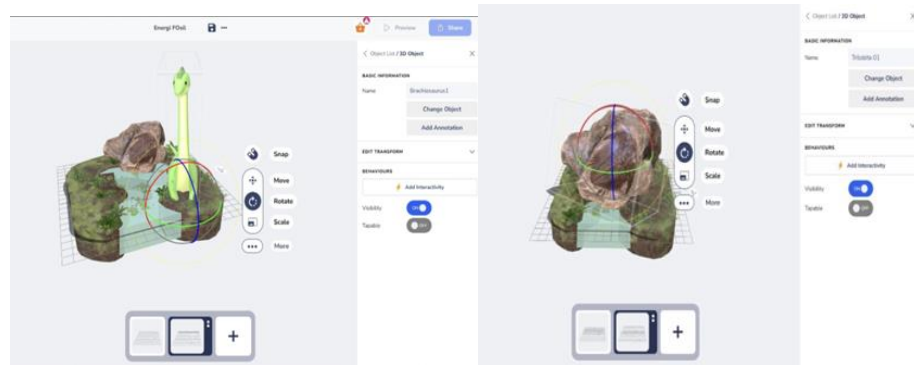 Energi FOsil
Preview
Share
Object List / 3D Object
BASIC INFORMATION
Name Brachiosaurus1
Change Object
Add Annotation
EDIT TRANSFORM
BEHAVIOURS
Add Interactivity
Visibility ON
Tapable OFF
Snap
Move
Rotate
Scale
More
Object List / 3D Object
BASIC INFORMATION
Name Trilobite 01
Change Object
Add Annotation
EDIT TRANSFORM
BEHAVIOURS
Add Interactivity
Visibility ON
Tapable OFF
Snap
Move
Rotate
Scale
More